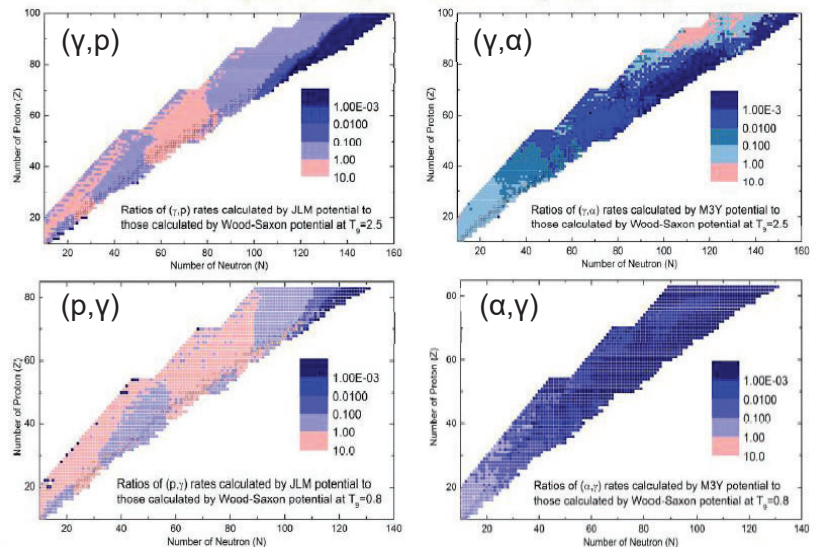 (γ,p)
Number of Proton (Z)
100
80
60
40
20
1.00E-03
0.0100
0.100
1.00
10.0
Ratios of (γ,p) rates calculated by JLM potential to
those calculated by Wood-Saxon potential at T9=2.5
20 40 60 80 100 120 140 160
Number of Neutron (N)
(γ,α)
Number of Proton (Z)
100
80
60
40
20
1.00E-3
0.0100
0.100
1.00
10.0
Ratios of (γ,α) rates calculated by M3Y potential to
those calculated by Wood-Saxon potential at T9=2.5
20 40 60 80 100 120 140 160
Number of Neutron (N)
(p,γ)
Number of Proton (Z)
80
60
40
20
1.00E-03
0.0100
0.100
1.00
10.0
Ratios of (p,γ) rates calculated by JLM potential to
those calculated by Wood-Saxon potential at T9=0.8
20 40 60 80 100 120 140
Number of Neutron (N)
(α,γ)
Number of Proton (Z)
80
60
40
20
1.00E-03
0.0100
0.100
1.00
10.0
Ratios of (α,γ) rates calculated by M3Y potential to
those calculated by Wood-Saxon potential at T9=0.8
20 40 60 80 100 120 140
Number of Neutron (N)